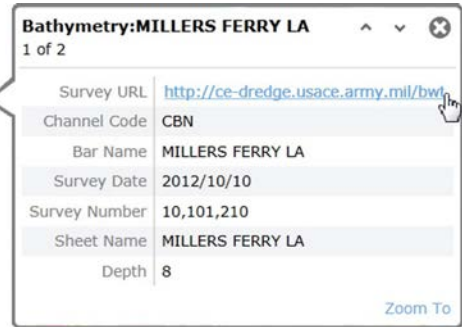 Bathymetry:MILLERS FERRY LA
1 of 2
Survey URL http://ce-dredge.usace.army.mil/bwt
Channel Code CBN
Bar Name MILLERS FERRY LA
Survey Date 2012/10/10
Survey Number 10,101,210
Sheet Name MILLERS FERRY LA
Depth 8
Zoom To